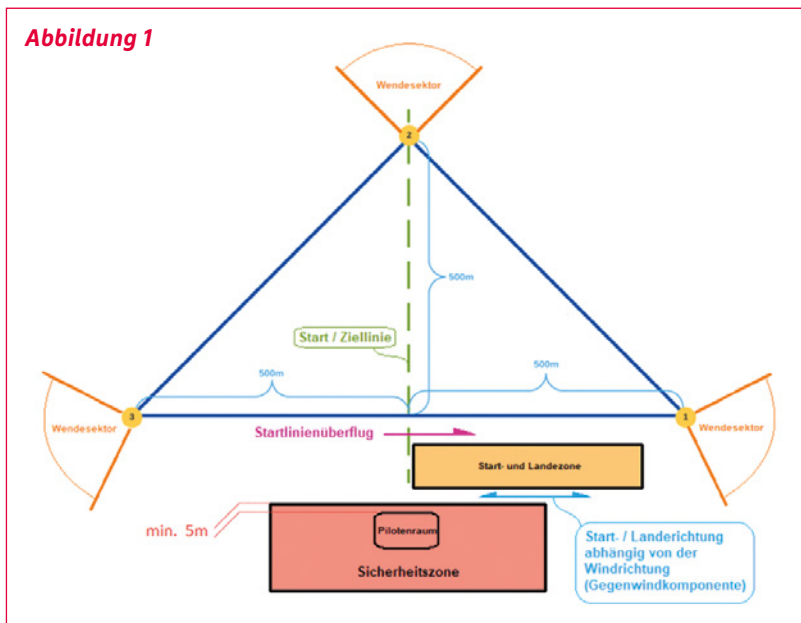 Abbildung 1
Wendesektor
2
500m
Start / Ziellinie
500m
500m
3
1
Wendesektor
Startlinienüberflug
Wendesektor
Start- und Landezone
min. 5m
Pilotenraum
Sicherheitszone
Start- / Landerichtung
abhängig von der
Windrichtung
(Gegenwindkomponente)